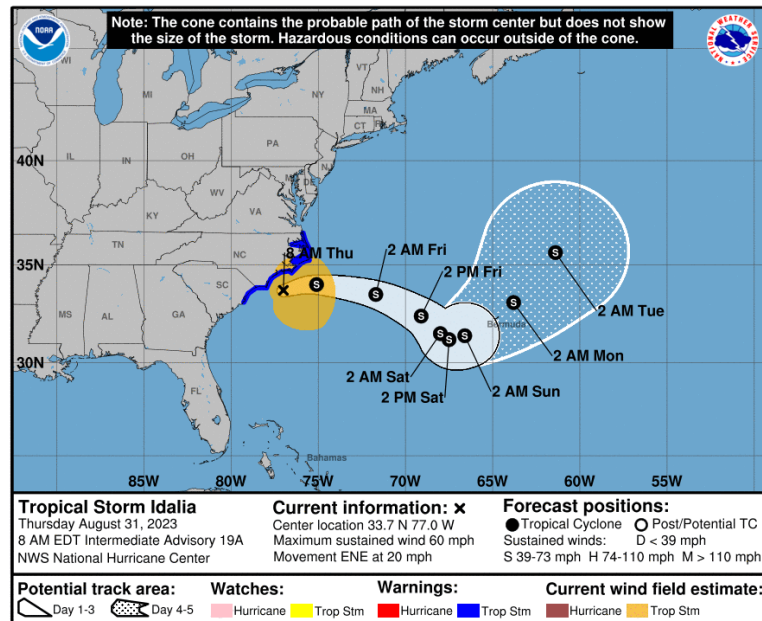 Note: The cone contains the probable path of the storm center but does not show
the size of the storm. Hazardous conditions can occur outside of the cone.
NOAA
NATIONAL WEATHER SERVICE
WI
MI
NY
VT
NH
MA
CT
RI
IL
IN
OH
PA
NJ
DE
WV
VA
KY
TN
NC
SC
MS
AL
GA
FL
40N
35N
30N
8 AM Thu
2 AM Fri
2 PM Fri
2 AM Sat
2 PM Sat
2 AM Sun
2 AM Mon
2 AM Tue
S
S
S
S
S
S
S
S
Bermuda
Bahamas
85W
80W
75W
70W
65W
60W
55W
Tropical Storm Idalia
Thursday August 31, 2023
8 AM EDT Intermediate Advisory 19A
NWS National Hurricane Center
Current information: ×
Center location 33.7 N 77.0 W
Maximum sustained wind 60 mph
Movement ENE at 20 mph
Forecast positions:
Tropical Cyclone Post/Potential TC
Sustained winds: D < 39 mph
S 39-73 mph H 74-110 mph M > 110 mph
Potential track area:
Day 1-3 Day 4-5
Watches:
Hurricane Trop Stm
Warnings:
Hurricane Trop Stm
Current wind field estimate:
Hurricane Trop Stm